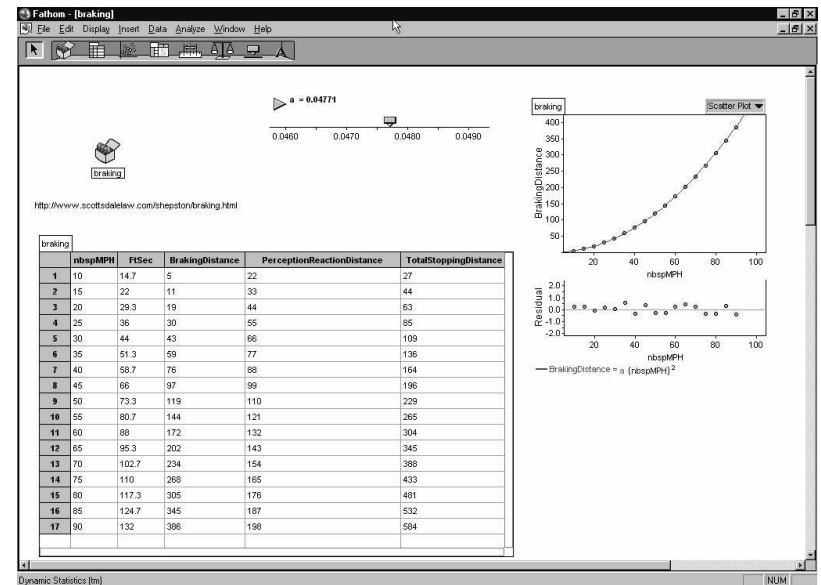 Fathom - [braking]
File Edit Display Insert Data Analyze Window Help
a = 0.04771
0.0460 0.0470 0.0480 0.0490
braking
http://www.scottsdalelaw.com/shepston/braking.html
braking Scatter Plot
BrakingDistance
400
350
300
250
200
150
100
50
20 40 60 80 100
nbspMPH
Residual
2.0
1.0
0.0
-1.0
-2.0
20 40 60 80 100
nbspMPH
BrakingDistance = a (nbspMPH)²
braking
nbspMPH FtSec BrakingDistance PerceptionReactionDistance TotalStoppingDistance
1 10 14.7 5 22 27
2 15 22 11 33 44
3 20 29.3 19 44 63
4 25 36 30 55 85
5 30 44 43 66 109
6 35 51.3 59 77 136
7 40 58.7 76 88 164
8 45 66 97 99 196
9 50 73.3 119 110 229
10 55 80.7 144 121 265
11 60 88 172 132 304
12 65 95.3 202 143 345
13 70 102.7 234 154 388
14 75 110 268 165 433
15 80 117.3 305 176 481
16 85 124.7 345 187 532
17 90 132 386 198 584
Dynamic Statistics (tm) NUM